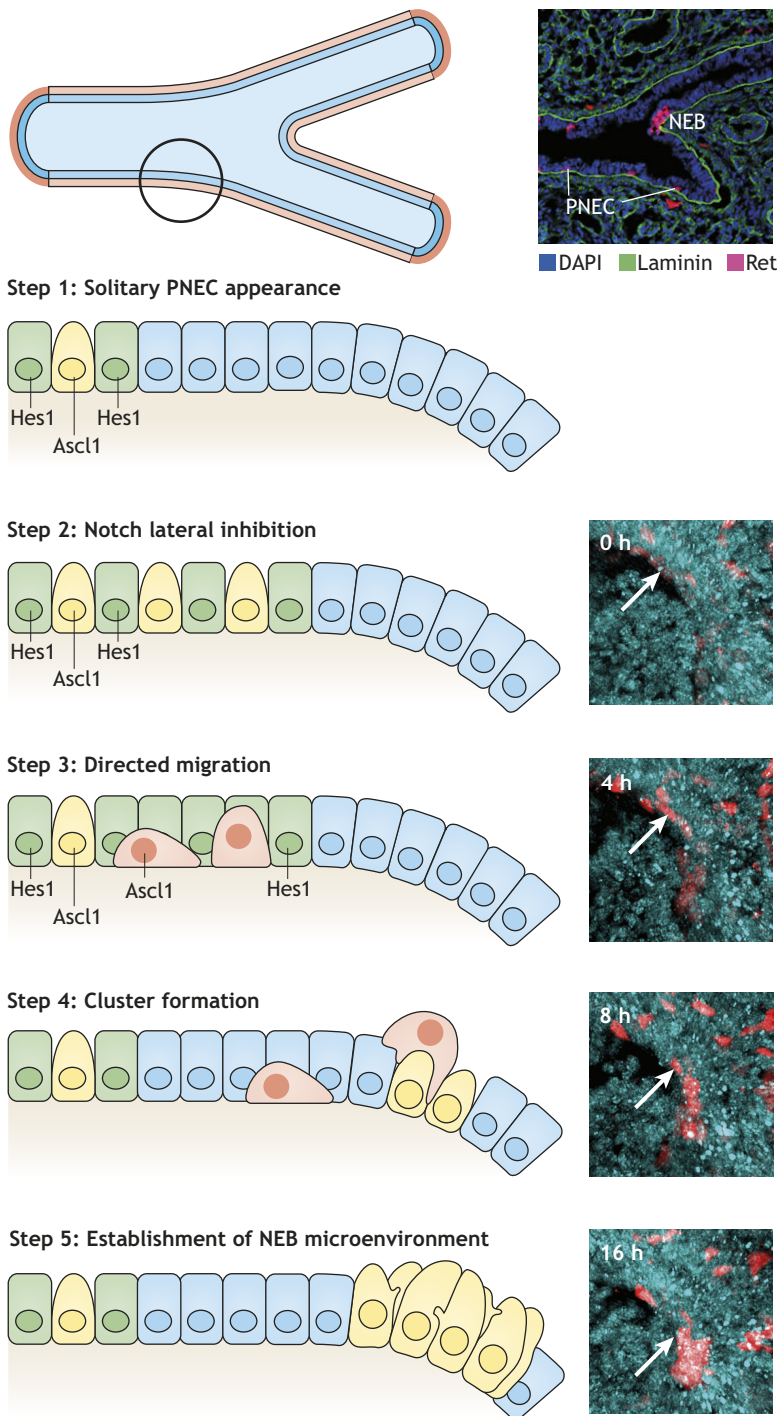 NEB
PNEC
DAPI Laminin Ret
Step 1: Solitary PNEC appearance
Hes1 Hes1
Ascl1
Step 2: Notch lateral inhibition
0 h
Hes1 Hes1
Ascl1
Step 3: Directed migration
4 h
Hes1 Ascl1 Hes1
Ascl1
Step 4: Cluster formation
8 h
Step 5: Establishment of NEB microenvironment
16 h